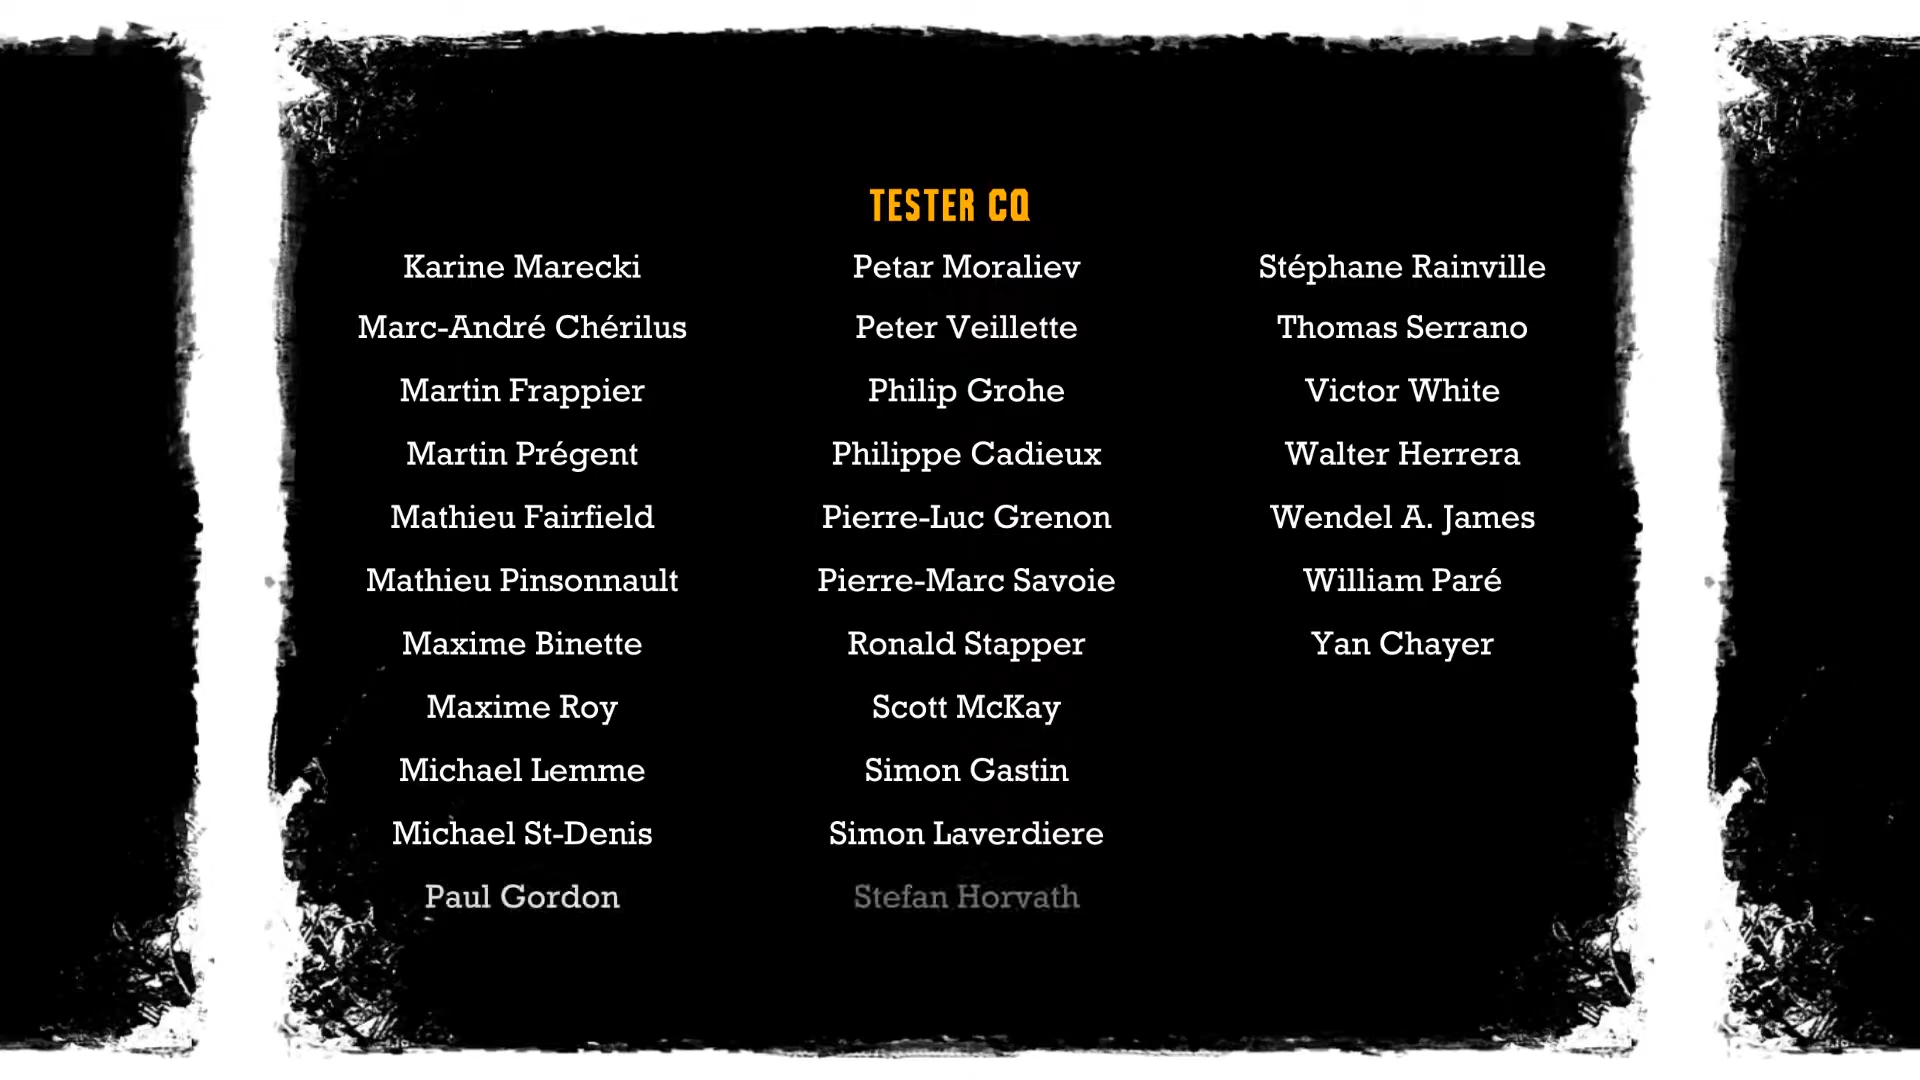 TESTER CQ
Karine Marecki
Marc-André Chérilus
Martin Frappier
Martin Prégent
Mathieu Fairfield
Mathieu Pinsonnault
Maxime Binette
Maxime Roy
Michael Lemme
Michael St-Denis
Paul Gordon
Petar Moraliev
Peter Veillette
Philip Grohe
Philippe Cadieux
Pierre-Luc Grenon
Pierre-Marc Savoie
Ronald Stapper
Scott McKay
Simon Gastin
Simon Laverdiere
Stefan Horvath
Stéphane Rainville
Thomas Serrano
Victor White
Walter Herrera
Wendel A. James
William Paré
Yan Chayer